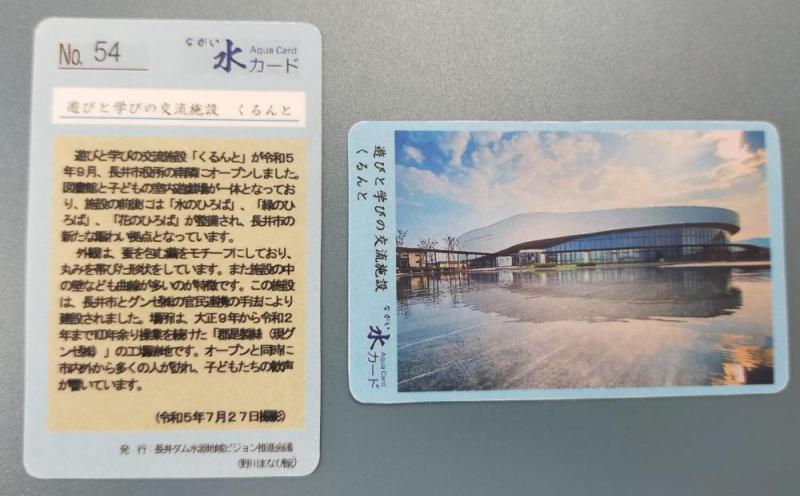 No. 54
ながい
水
Aqua Card
カード
遊びと学びの交流施設 くるんと
遊びと学びの交流施設「くるんと」が令和5
年9月、長井市役所の南隣にオープンしました。
図書館と子どもの室内遊戯場が一体となってお
り、施設の前後には「水のひろば」、「緑のひ
ろば」、「花のひろば」が整備され、長井市の
新たな賑わい拠点となっています。
外観は、蚕を包む繭をモチーフにしており、
丸みを帯びた形状をしています。また施設の中
の壁なども曲線が多いのが特徴です。この施設
は、長井市とグンゼ㈱の官民連携の手法により
建設されました。場所は、大正9年から令和2
年まで100年余り操業を続けた「郡是製絲（現グ
ンゼ㈱）」の工場跡地です。オープンと同時に
市内外から多くの人が訪れ、子どもたちの歓声
が響いています。
（令和5年7月27日撮影）
発 行：長井ダム水源地域ビジョン推進会議
（野川まなび館）
遊びと学びの交流施設
くるんと
ながい
水
Aqua Card
カード